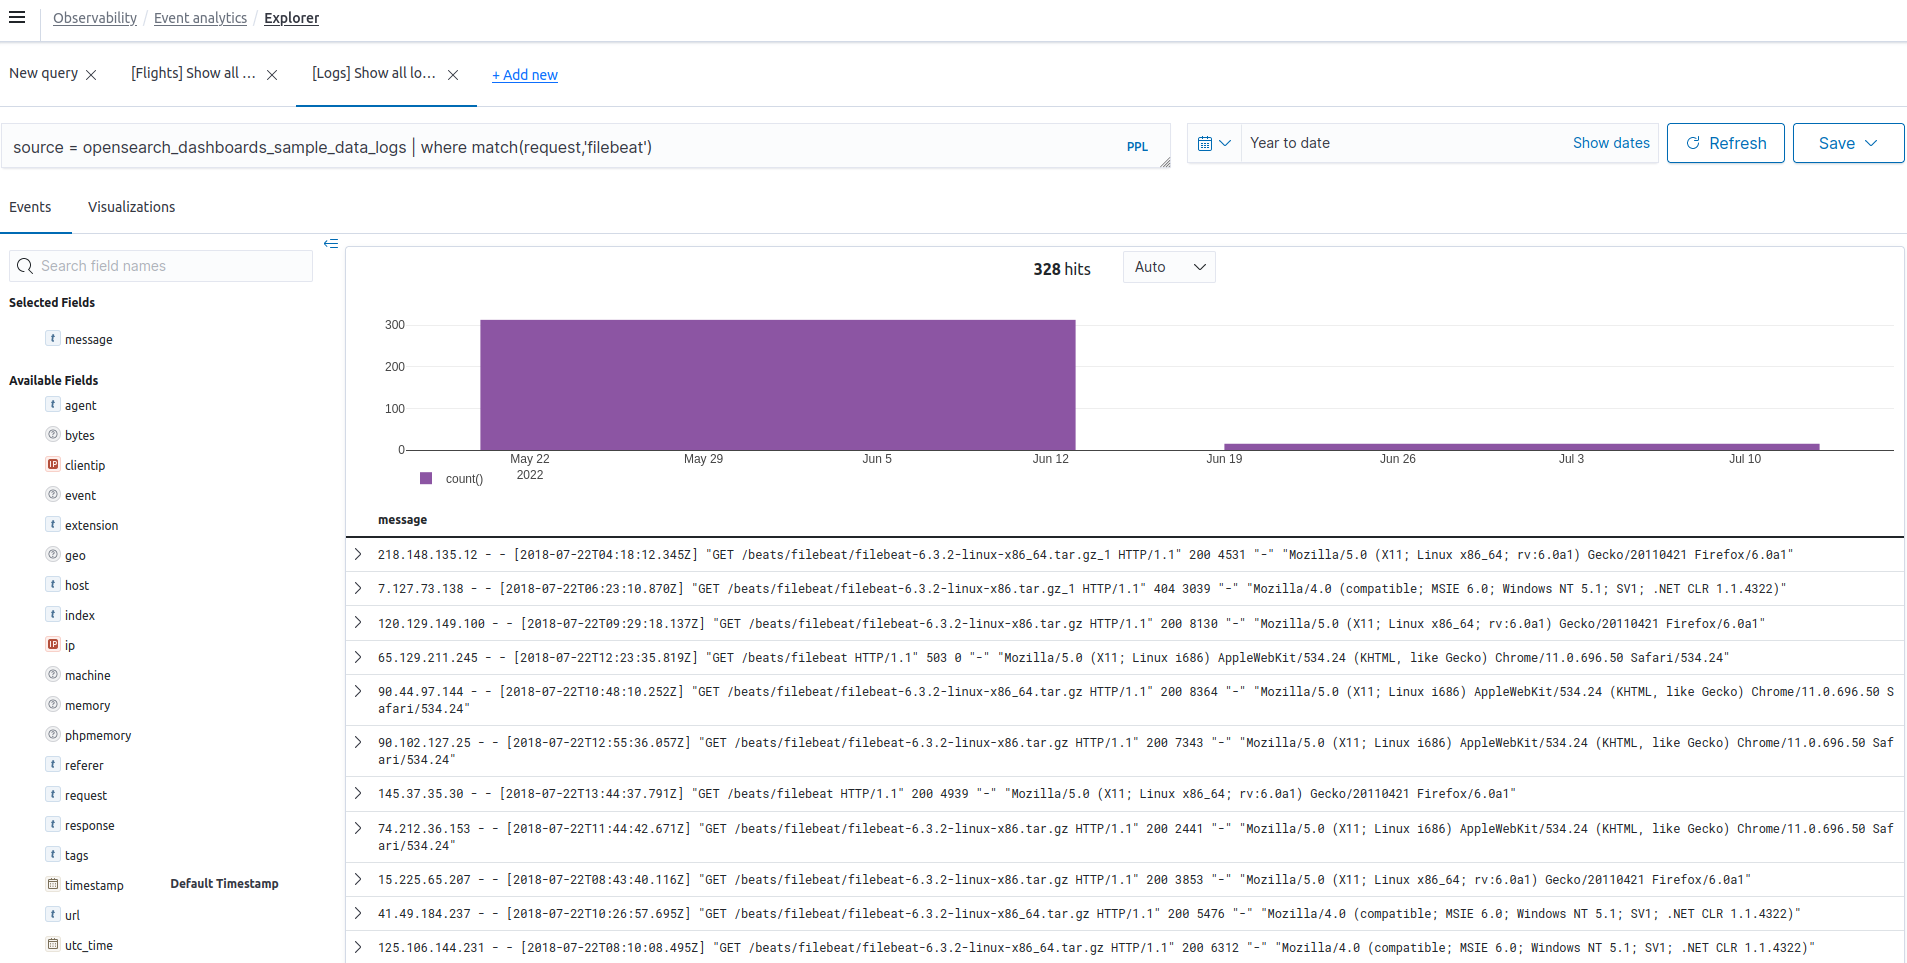 Observability / Event analytics / Explorer
New query [Flights] Show all ... [Logs] Show all lo... + Add new
source = opensearch_dashboards_sample_data_logs | where match(request,'filebeat') PPL Year to date Show dates Refresh Save
Events Visualizations
Search field names
Selected Fields
t message
Available Fields
t agent
? bytes
IP clientip
? event
t extension
? geo
t host
t index
IP ip
? machine
? memory
? phpmemory
t referer
t request
t response
t tags
timestamp Default Timestamp
t url
utc_time
328 hits Auto
300
200
100
0
May 22 May 29 Jun 5 Jun 12 Jun 19 Jun 26 Jul 3 Jul 10
2022
count()
message
218.148.135.12 - - [2018-07-22T04:18:12.345Z] "GET /beats/filebeat/filebeat-6.3.2-linux-x86_64.tar.gz_1 HTTP/1.1" 200 4531 "-" "Mozilla/5.0 (X11; Linux x86_64; rv:6.0a1) Gecko/20110421 Firefox/6.0a1"
7.127.73.138 - - [2018-07-22T06:23:10.870Z] "GET /beats/filebeat/filebeat-6.3.2-linux-x86.tar.gz_1 HTTP/1.1" 404 3039 "-" "Mozilla/4.0 (compatible; MSIE 6.0; Windows NT 5.1; SV1; .NET CLR 1.1.4322)"
120.129.149.100 - - [2018-07-22T09:29:18.137Z] "GET /beats/filebeat/filebeat-6.3.2-linux-x86.tar.gz HTTP/1.1" 200 8130 "-" "Mozilla/5.0 (X11; Linux x86_64; rv:6.0a1) Gecko/20110421 Firefox/6.0a1"
65.129.211.245 - - [2018-07-22T12:23:35.819Z] "GET /beats/filebeat HTTP/1.1" 503 0 "-" "Mozilla/5.0 (X11; Linux i686) AppleWebKit/534.24 (KHTML, like Gecko) Chrome/11.0.696.50 Safari/534.24"
90.44.97.144 - - [2018-07-22T10:48:10.252Z] "GET /beats/filebeat/filebeat-6.3.2-linux-x86_64.tar.gz HTTP/1.1" 200 8364 "-" "Mozilla/5.0 (X11; Linux i686) AppleWebKit/534.24 (KHTML, like Gecko) Chrome/11.0.696.50 S
afari/534.24"
90.102.127.25 - - [2018-07-22T12:55:36.057Z] "GET /beats/filebeat/filebeat-6.3.2-linux-x86.tar.gz HTTP/1.1" 200 7343 "-" "Mozilla/5.0 (X11; Linux i686) AppleWebKit/534.24 (KHTML, like Gecko) Chrome/11.0.696.50 Saf
ari/534.24"
145.37.35.30 - - [2018-07-22T13:44:37.791Z] "GET /beats/filebeat HTTP/1.1" 200 4939 "-" "Mozilla/5.0 (X11; Linux x86_64; rv:6.0a1) Gecko/20110421 Firefox/6.0a1"
74.212.36.153 - - [2018-07-22T11:44:42.671Z] "GET /beats/filebeat/filebeat-6.3.2-linux-x86.tar.gz HTTP/1.1" 200 2441 "-" "Mozilla/5.0 (X11; Linux i686) AppleWebKit/534.24 (KHTML, like Gecko) Chrome/11.0.696.50 Saf
ari/534.24"
15.225.65.207 - - [2018-07-22T08:43:40.116Z] "GET /beats/filebeat/filebeat-6.3.2-linux-x86.tar.gz HTTP/1.1" 200 3853 "-" "Mozilla/5.0 (X11; Linux x86_64; rv:6.0a1) Gecko/20110421 Firefox/6.0a1"
41.49.184.237 - - [2018-07-22T10:26:57.695Z] "GET /beats/filebeat/filebeat-6.3.2-linux-x86_64.tar.gz HTTP/1.1" 200 5476 "-" "Mozilla/4.0 (compatible; MSIE 6.0; Windows NT 5.1; SV1; .NET CLR 1.1.4322)"
125.106.144.231 - - [2018-07-22T08:10:08.495Z] "GET /beats/filebeat/filebeat-6.3.2-linux-x86_64.tar.gz HTTP/1.1" 200 6312 "-" "Mozilla/4.0 (compatible; MSIE 6.0; Windows NT 5.1; SV1; .NET CLR 1.1.4322)"